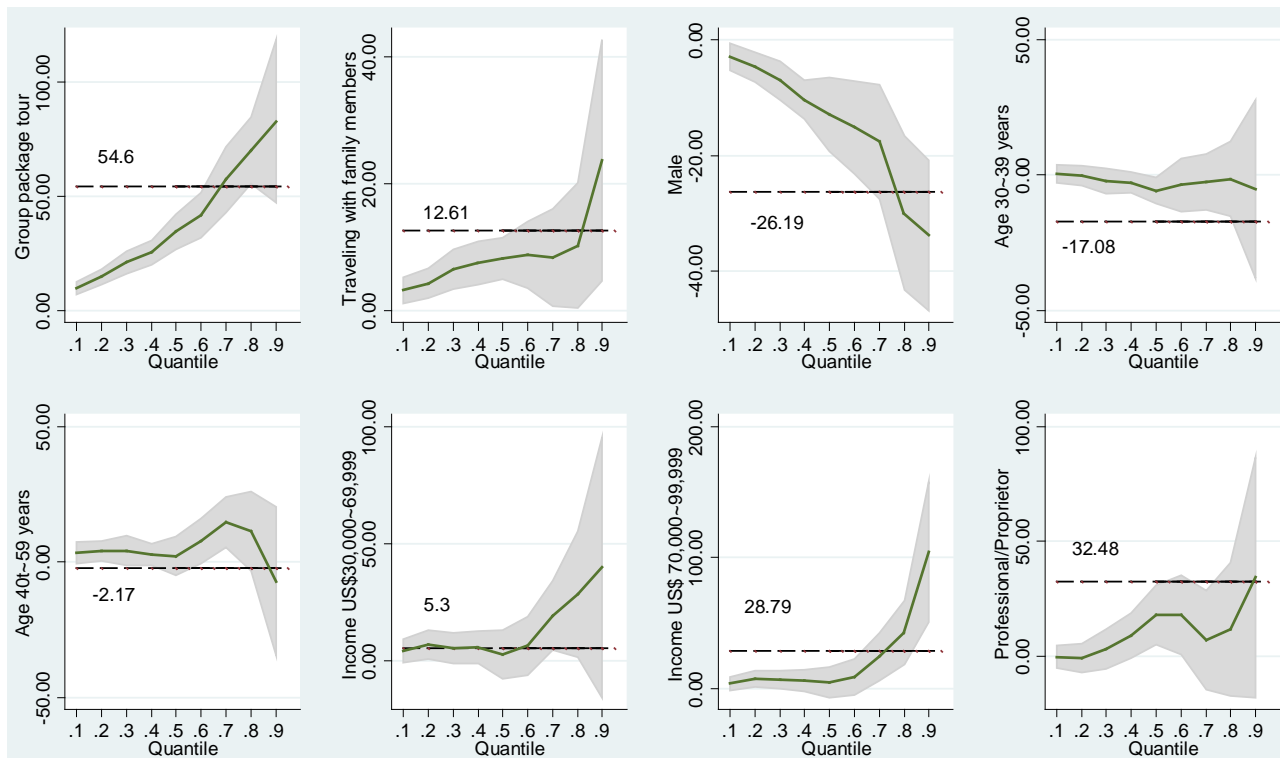 Group package tour
100.00
50.00
0.00
54.6
.1 .2 .3 .4 .5 .6 .7 .8 .9
Quantile
Traveling with family members
40.00
20.00
0.00
12.61
.1 .2 .3 .4 .5 .6 .7 .8 .9
Quantile
Male
0.00
-20.00
-40.00
-26.19
.1 .2 .3 .4 .5 .6 .7 .8 .9
Quantile
Age 30~39 years
50.00
0.00
-50.00
-17.08
.1 .2 .3 .4 .5 .6 .7 .8 .9
Quantile
Age 40t~59 years
50.00
0.00
-50.00
-2.17
.1 .2 .3 .4 .5 .6 .7 .8 .9
Quantile
Income US$30,000~69,999
100.00
50.00
0.00
5.3
.1 .2 .3 .4 .5 .6 .7 .8 .9
Quantile
Income US$ 70,000~99,999
200.00
100.00
0.00
28.79
.1 .2 .3 .4 .5 .6 .7 .8 .9
Quantile
Professional/Proprietor
100.00
50.00
0.00
32.48
.1 .2 .3 .4 .5 .6 .7 .8 .9
Quantile